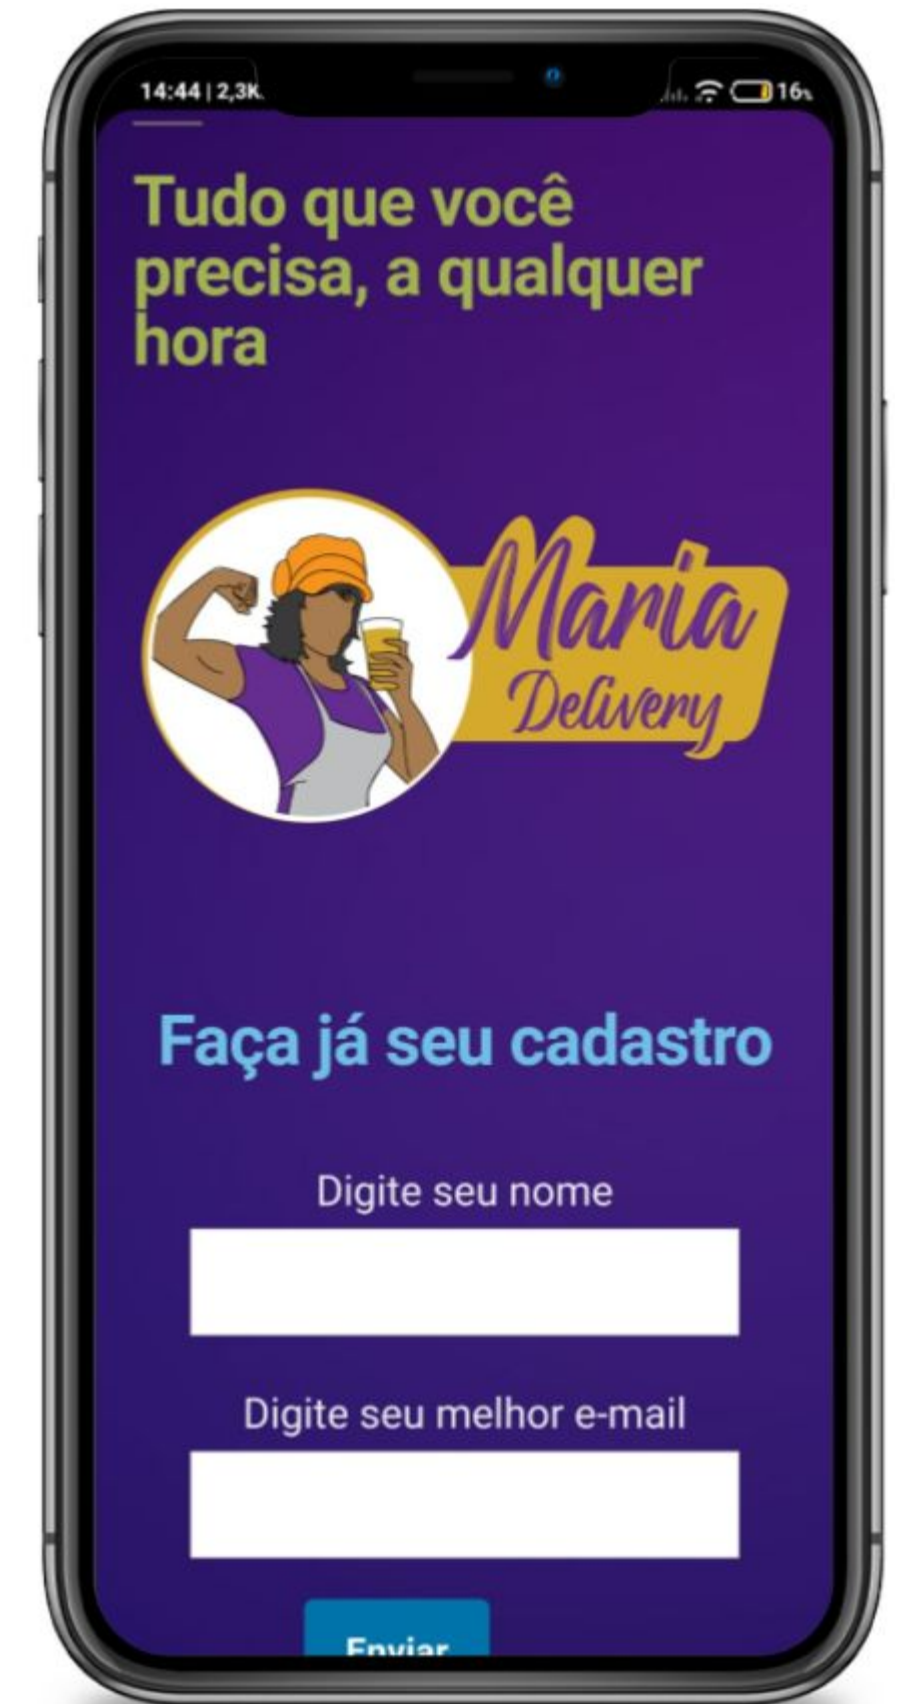 14:44 | 2,3K
16%
Tudo que você
precisa, a qualquer
hora
Maria
Delivery
Faça já seu cadastro
Digite seu nome
Digite seu melhor e-mail
Enviar